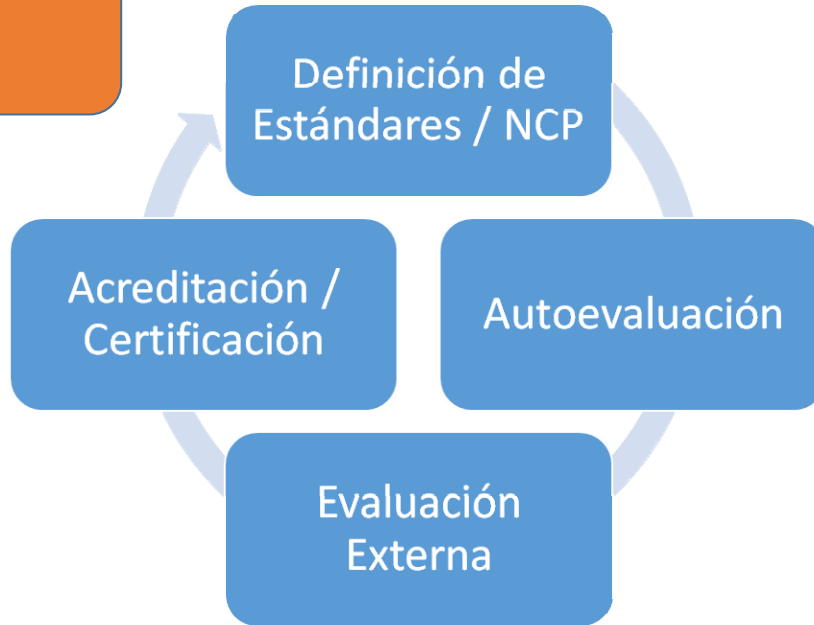 Definición de
Estándares / NCP
Autoevaluación
Evaluación
Externa
Acreditación /
Certificación